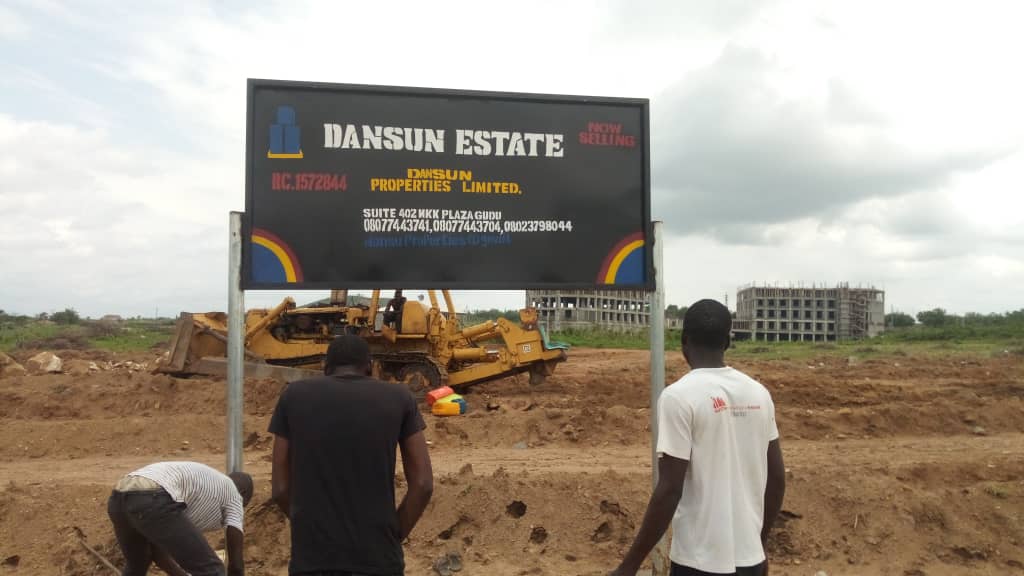 DANSUN ESTATE
NOW
SELLING
RC.1572844
DANSUN
PROPERTIES LIMITED.
SUITE 402 NKK PLAZA GUDU
08077443741,08077443704,08023798044